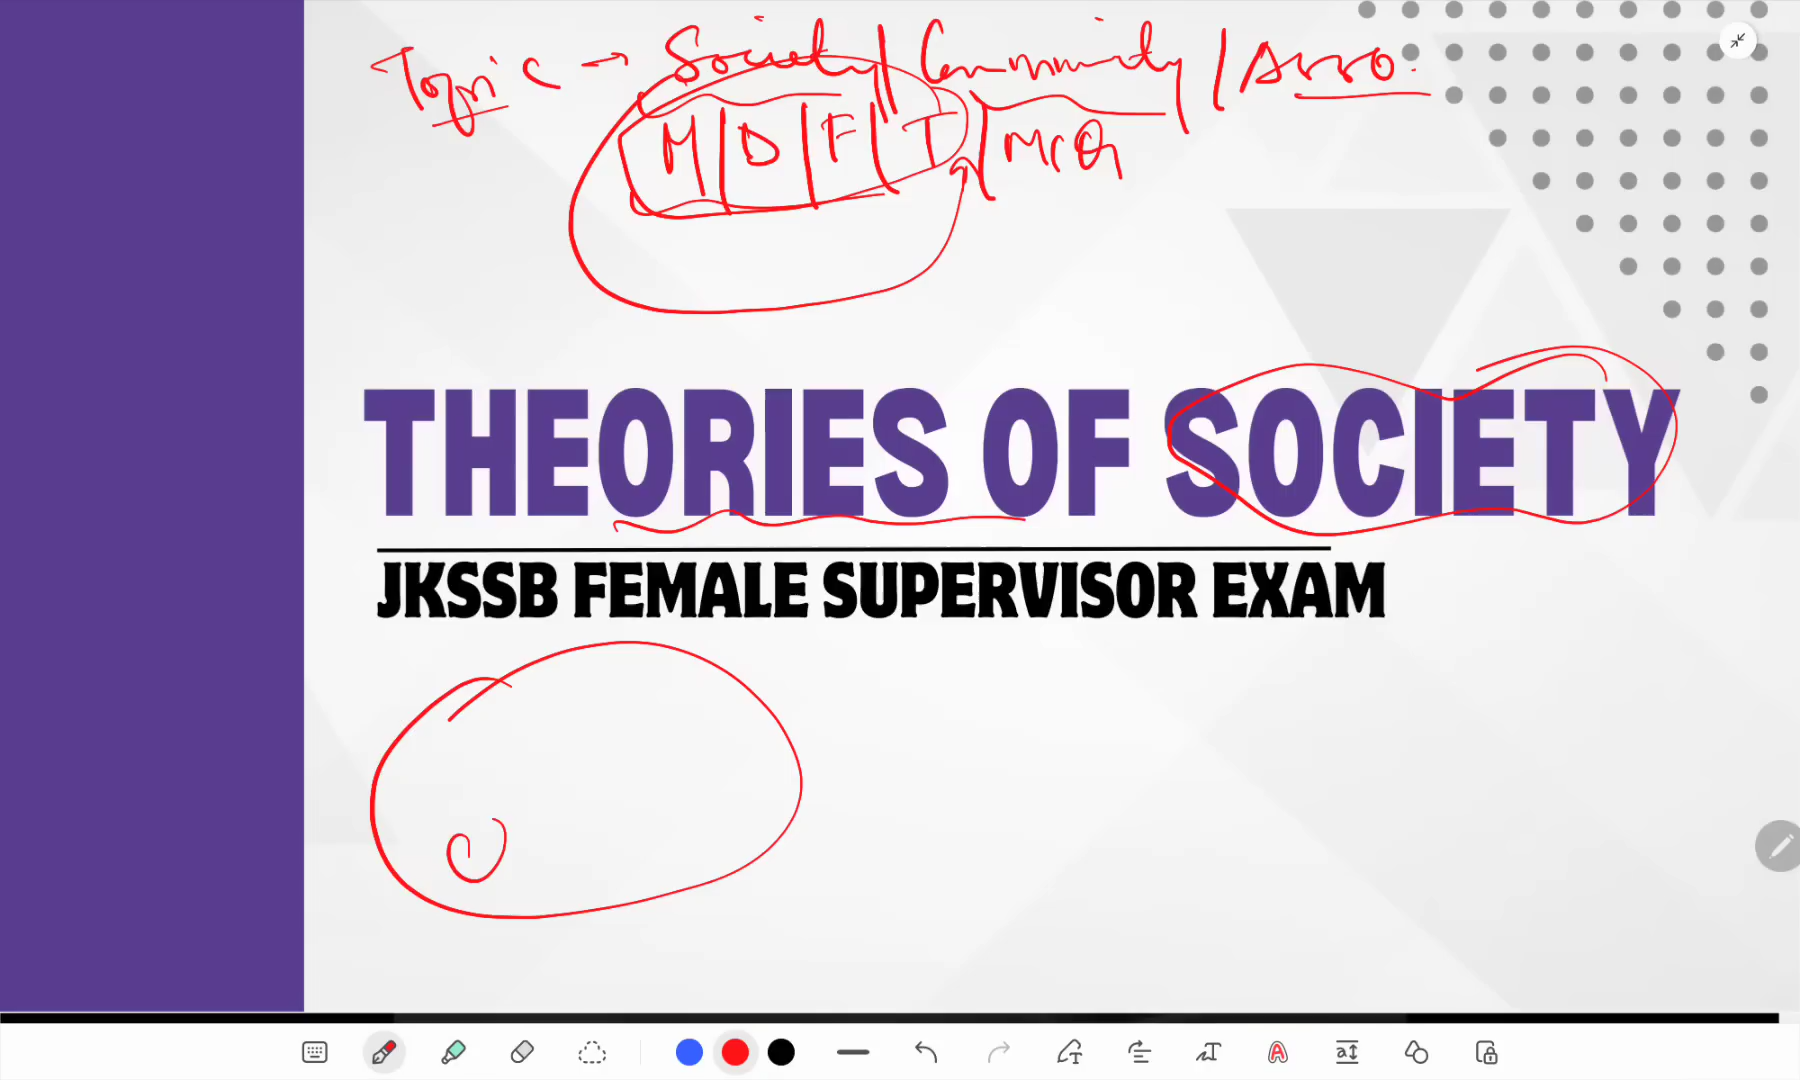 Topic → Society / Community / Asso.
M | D | F | T | MCQ
THEORIES OF SOCIETY
JKSSB FEMALE SUPERVISOR EXAM